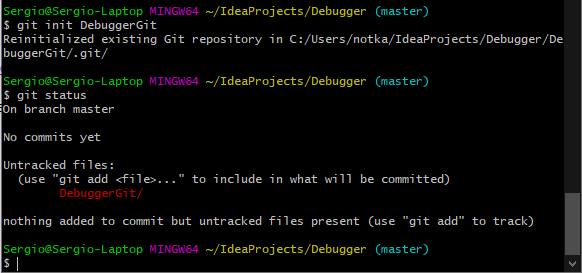 Sergio@Sergio-Laptop MINGW64 ~/IdeaProjects/Debugger (master)
$ git init DebuggerGit
Reinitialized existing Git repository in C:/Users/notka/IdeaProjects/Debugger/De
buggerGit/.git/
Sergio@Sergio-Laptop MINGW64 ~/IdeaProjects/Debugger (master)
$ git status
On branch master
No commits yet
Untracked files:
  (use "git add <file>..." to include in what will be committed)
        DebuggerGit/
nothing added to commit but untracked files present (use "git add" to track)
Sergio@Sergio-Laptop MINGW64 ~/IdeaProjects/Debugger (master)
$